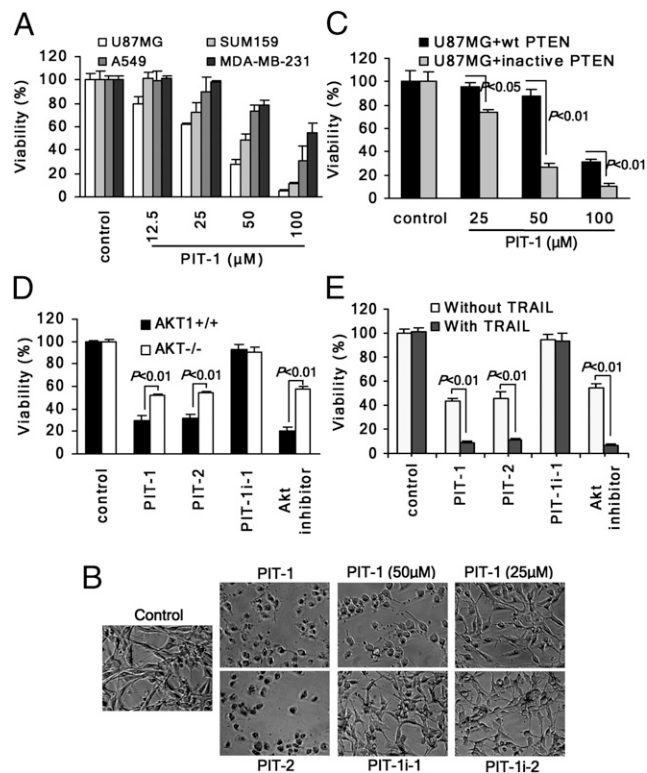 A
U87MG
SUM159
A549
MDA-MB-231
Viability (%)
120
100
80
60
40
20
0
control
12.5
25
50
100
PIT-1 (µM)
C
U87MG+wt PTEN
U87MG+inactive PTEN
Viability (%)
120
100
80
60
40
20
0
P<0.05
P<0.01
P<0.01
control
25
50
100
PIT-1 (µM)
D
AKT1+/+
AKT-/-
Viability (%)
120
100
80
60
40
20
0
P<0.01
P<0.01
P<0.01
control
PIT-1
PIT-2
PIT-1i-1
Akt
inhibitor
E
Without TRAIL
With TRAIL
Viability (%)
120
100
80
60
40
20
0
P<0.01
P<0.01
P<0.01
control
PIT-1
PIT-2
PIT-1i-1
Akt
inhibitor
B
Control
PIT-1
PIT-1 (50µM)
PIT-1 (25µM)
PIT-2
PIT-1i-1
PIT-1i-2